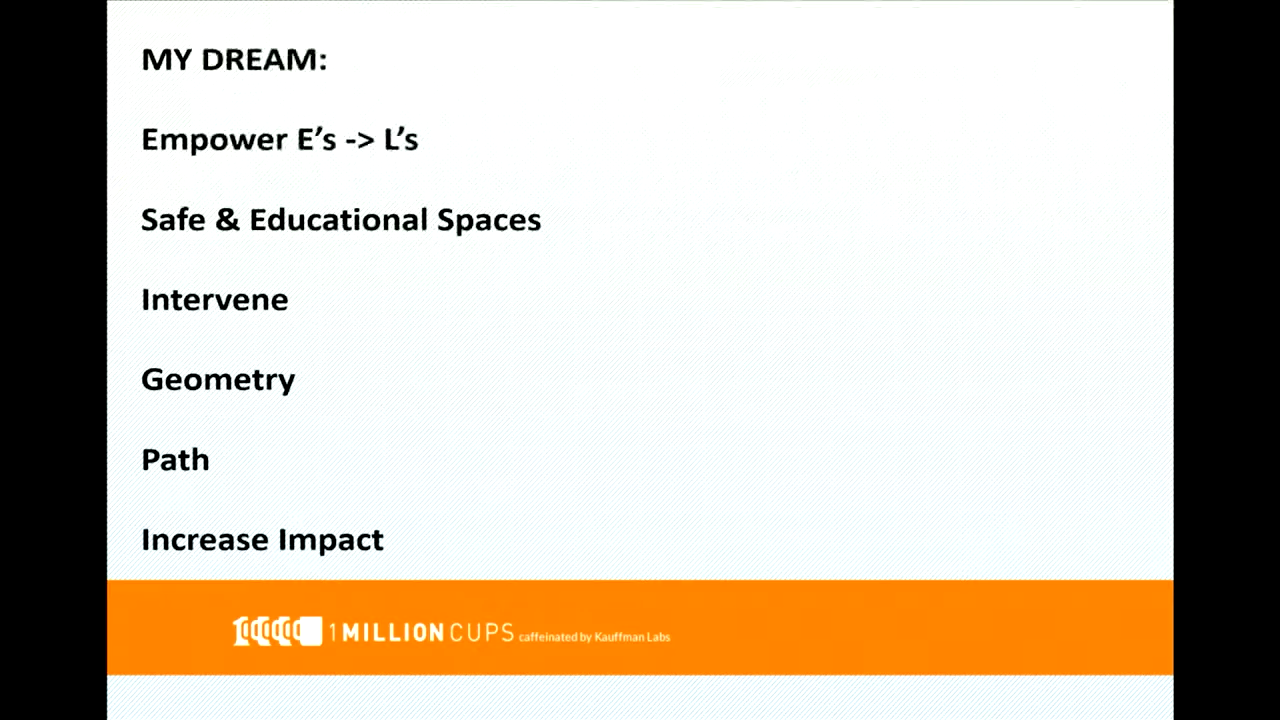 MY DREAM:
Empower E’s -> L’s
Safe & Educational Spaces
Intervene
Geometry
Path
Increase Impact
1 MILLION CUPS caffeinated by Kauffman Labs